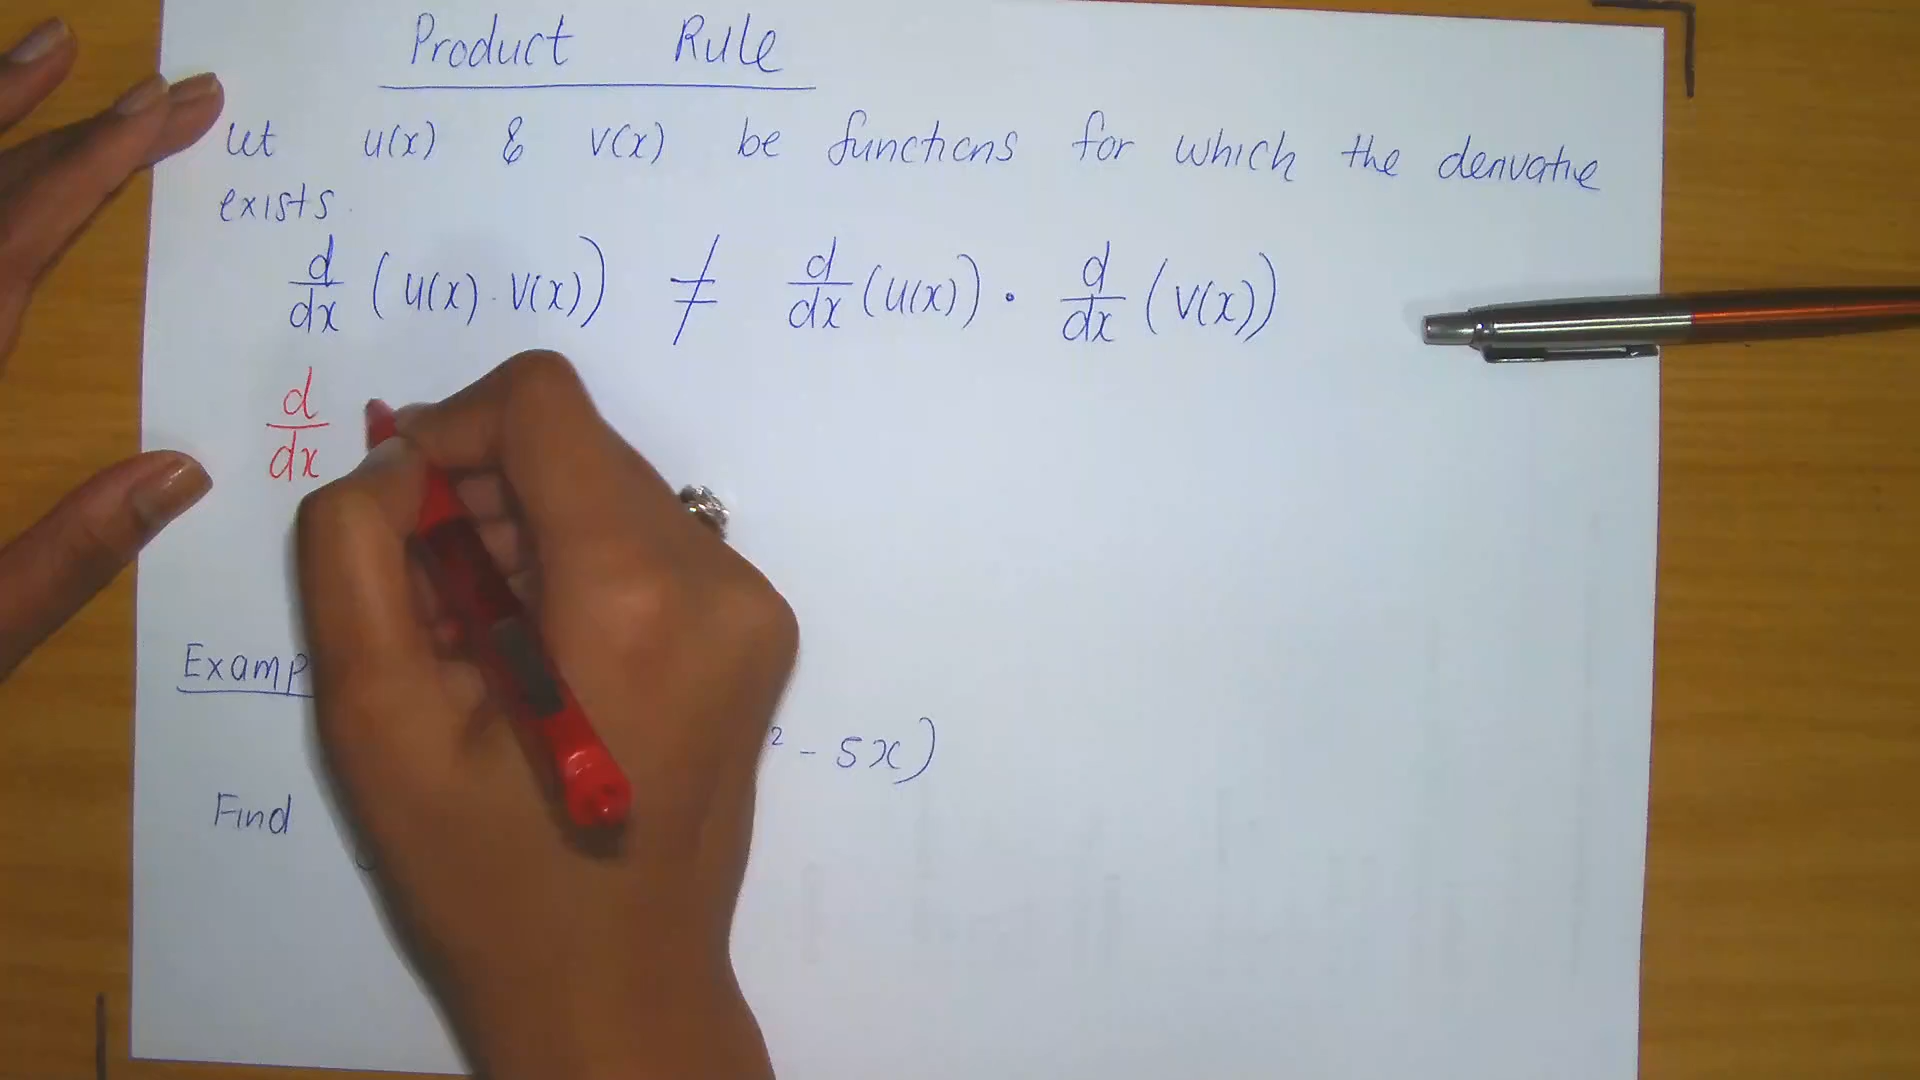 Product Rule
Let u(x) & v(x) be functions for which the derivative
exists.
d/dx (u(x) · v(x)) ≠ d/dx (u(x)) · d/dx (v(x))
d/dx
Examp
² - 5x)
Find